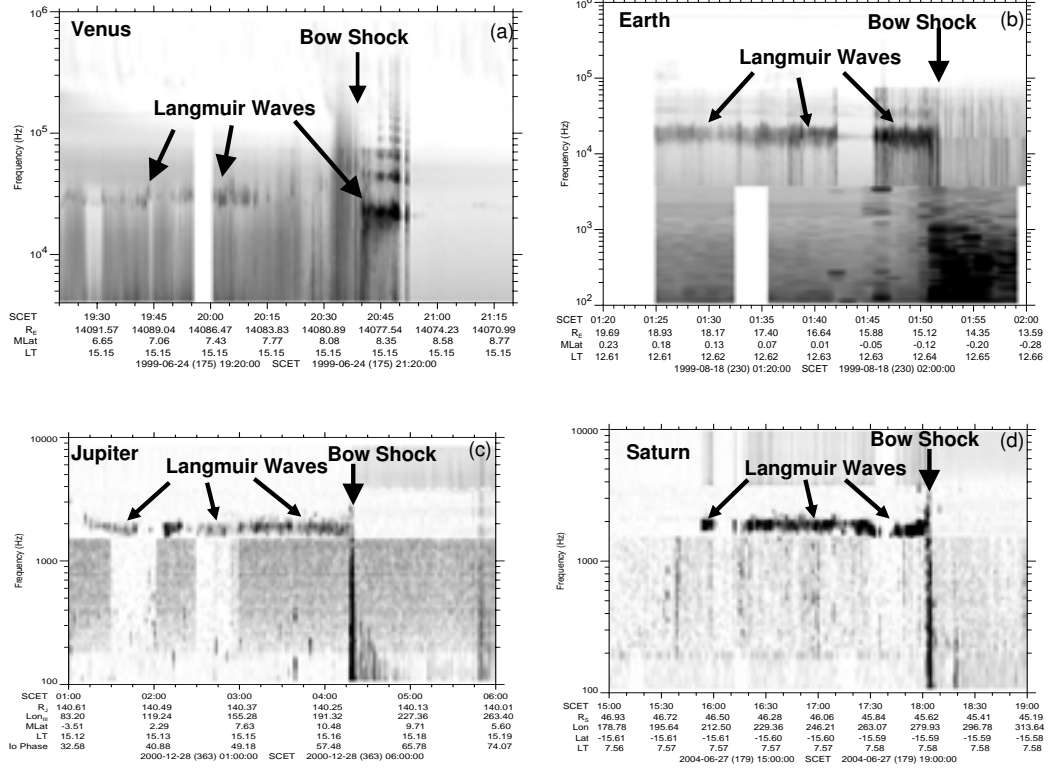 Venus
Bow Shock
(a)
Langmuir Waves
Frequency (Hz)
10^6
10^5
10^4
SCET 19:30 19:45 20:00 20:15 20:30 20:45 21:00 21:15
R_E 14091.57 14089.04 14086.47 14083.83 14080.89 14077.54 14074.23 14070.99
MLat 6.65 7.06 7.43 7.77 8.08 8.35 8.58 8.77
LT 15.15 15.15 15.15 15.15 15.15 15.15 15.15 15.15
1999-06-24 (175) 19:20:00 SCET 1999-06-24 (175) 21:20:00
Earth
Bow Shock
(b)
Langmuir Waves
Frequency (Hz)
10^6
10^5
10^4
10^3
10^2
SCET 01:20 01:25 01:30 01:35 01:40 01:45 01:50 01:55 02:00
R_E 19.69 18.93 18.17 17.40 16.64 15.88 15.12 14.35 13.59
MLat 0.23 0.18 0.13 0.07 0.01 -0.05 -0.12 -0.20 -0.28
LT 12.61 12.61 12.62 12.62 12.63 12.63 12.64 12.65 12.66
1999-08-18 (230) 01:20:00 SCET 1999-08-18 (230) 02:00:00
Jupiter
Bow Shock
(c)
Langmuir Waves
Frequency (Hz)
10000
1000
100
SCET 01:00 02:00 03:00 04:00 05:00 06:00
R_J 140.61 140.49 140.37 140.25 140.13 140.01
Lon_III 83.20 119.24 155.28 191.32 227.36 263.40
MLat -3.51 2.29 7.63 10.48 9.71 5.60
LT 15.12 15.13 15.15 15.16 15.18 15.19
Io Phase 32.58 40.88 49.18 57.48 65.78 74.07
2000-12-28 (363) 01:00:00 SCET 2000-12-28 (363) 06:00:00
Saturn
Bow Shock
(d)
Langmuir Waves
Frequency (Hz)
10000
1000
100
SCET 15:00 15:30 16:00 16:30 17:00 17:30 18:00 18:30 19:00
R_S 46.93 46.72 46.50 46.28 46.06 45.84 45.62 45.41 45.19
Lon 178.78 195.64 212.50 229.36 246.21 263.07 279.93 296.78 313.64
Lat -15.61 -15.61 -15.61 -15.60 -15.60 -15.59 -15.59 -15.59 -15.58
LT 7.56 7.57 7.57 7.57 7.57 7.58 7.58 7.58 7.58
2004-06-27 (179) 15:00:00 SCET 2004-06-27 (179) 19:00:00